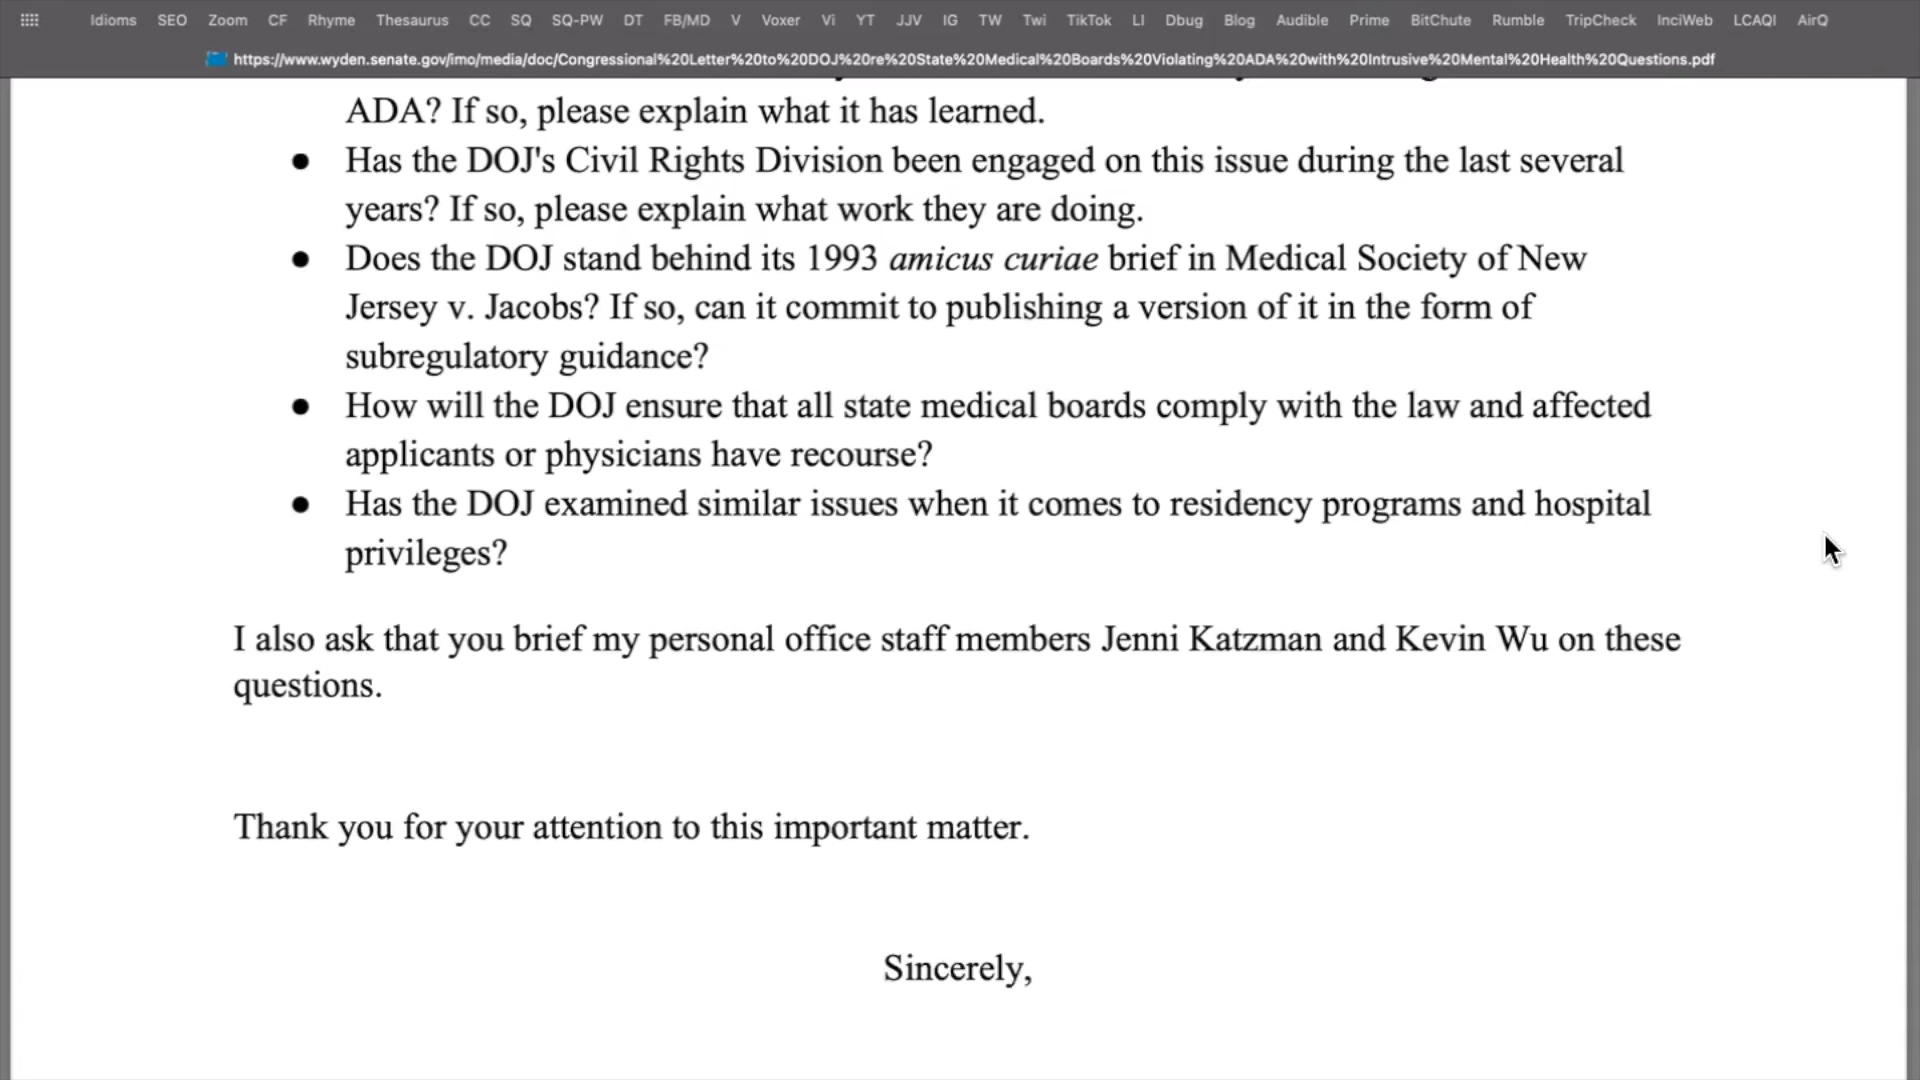 Idioms SEO Zoom CF Rhyme Thesaurus CC SQ SQ-PW DT FB/MD V Voxer Vi YT JJV IG TW Twi TikTok LI Dbug Blog Audible Prime BitChute Rumble TripCheck InciWeb LCAQI AirQ
https://www.wyden.senate.gov/imo/media/doc/Congressional%20Letter%20to%20DOJ%20re%20State%20Medical%20Boards%20Violating%20ADA%20with%20Intrusive%20Mental%20Health%20Questions.pdf
ADA? If so, please explain what it has learned.
● Has the DOJ's Civil Rights Division been engaged on this issue during the last several
years? If so, please explain what work they are doing.
● Does the DOJ stand behind its 1993 amicus curiae brief in Medical Society of New
Jersey v. Jacobs? If so, can it commit to publishing a version of it in the form of
subregulatory guidance?
● How will the DOJ ensure that all state medical boards comply with the law and affected
applicants or physicians have recourse?
● Has the DOJ examined similar issues when it comes to residency programs and hospital
privileges?
I also ask that you brief my personal office staff members Jenni Katzman and Kevin Wu on these
questions.
Thank you for your attention to this important matter.
Sincerely,